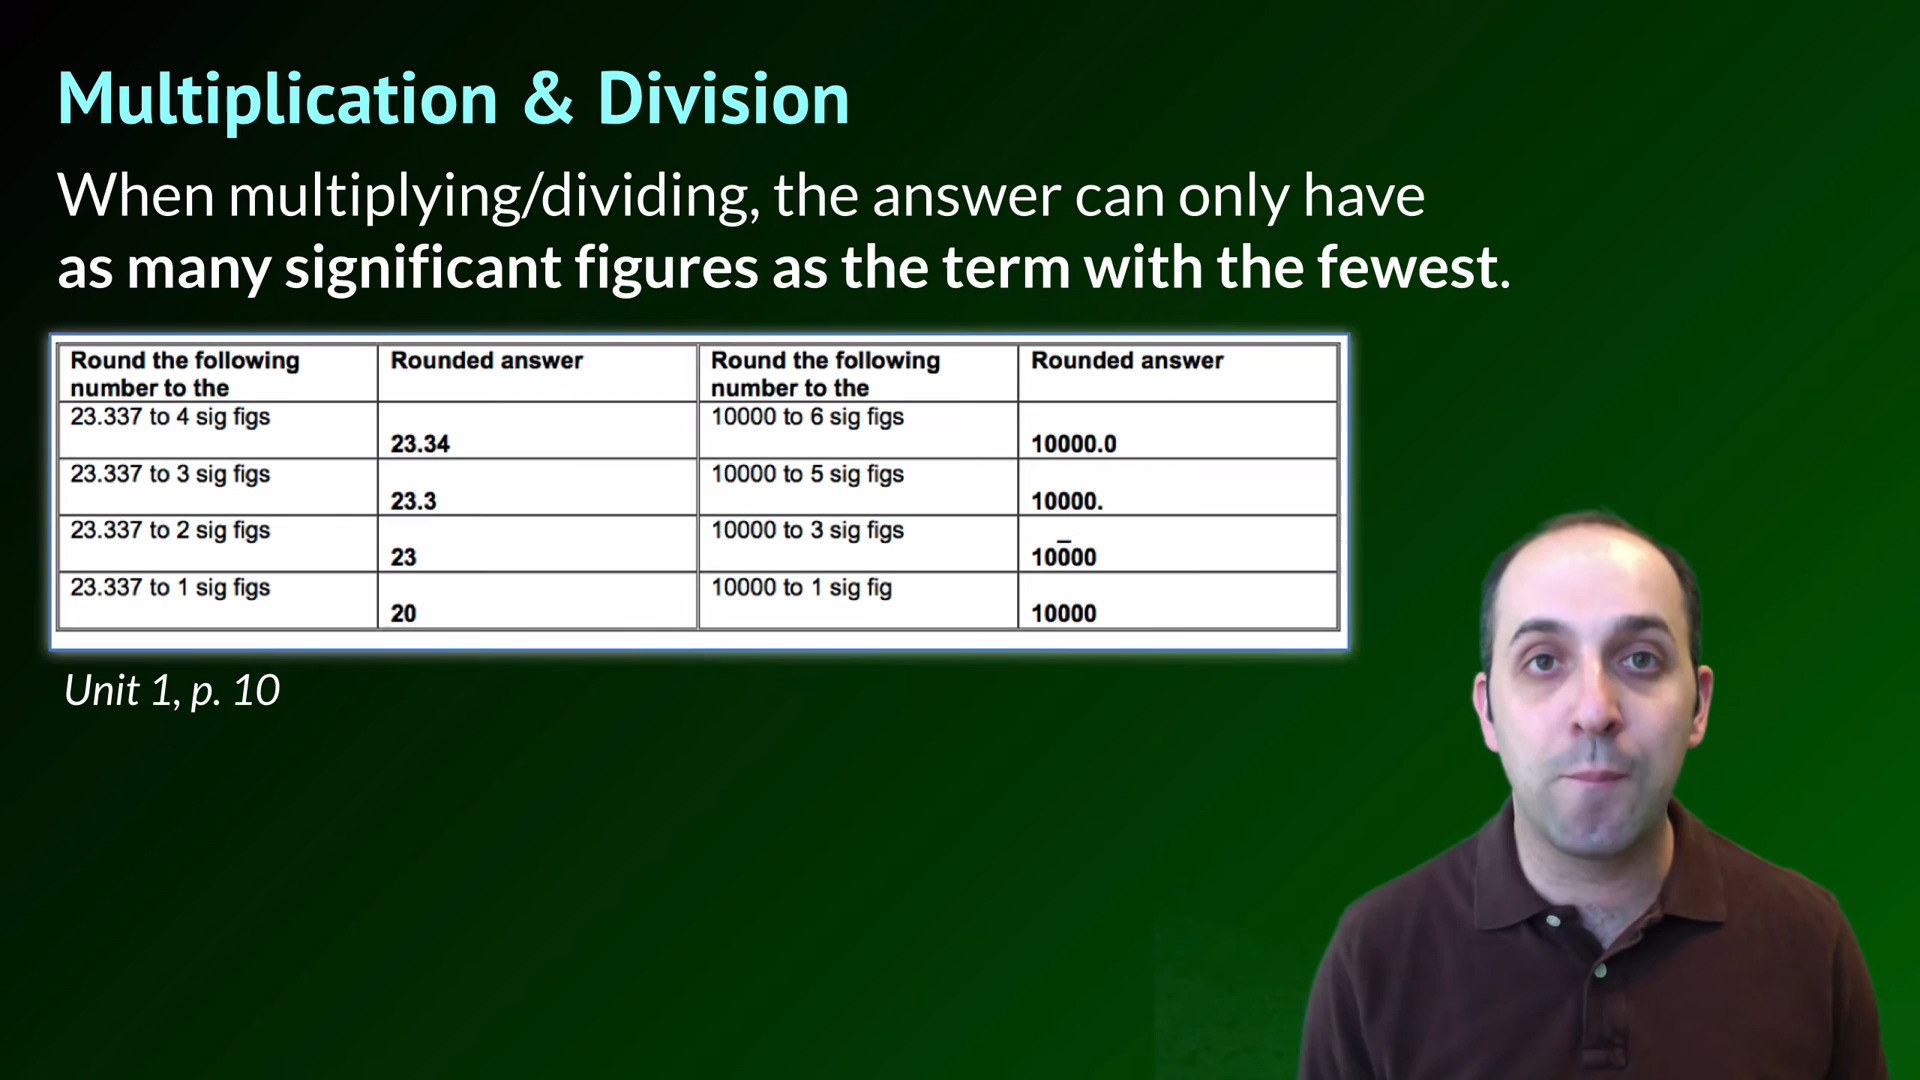 Multiplication & Division
When multiplying/dividing, the answer can only have
as many significant figures as the term with the fewest.
Round the following number to the
Rounded answer
Round the following number to the
Rounded answer
23.337 to 4 sig figs
23.34
10000 to 6 sig figs
10000.0
23.337 to 3 sig figs
23.3
10000 to 5 sig figs
10000.
23.337 to 2 sig figs
23
10000 to 3 sig figs
100̅00
23.337 to 1 sig figs
20
10000 to 1 sig fig
10000
Unit 1, p. 10